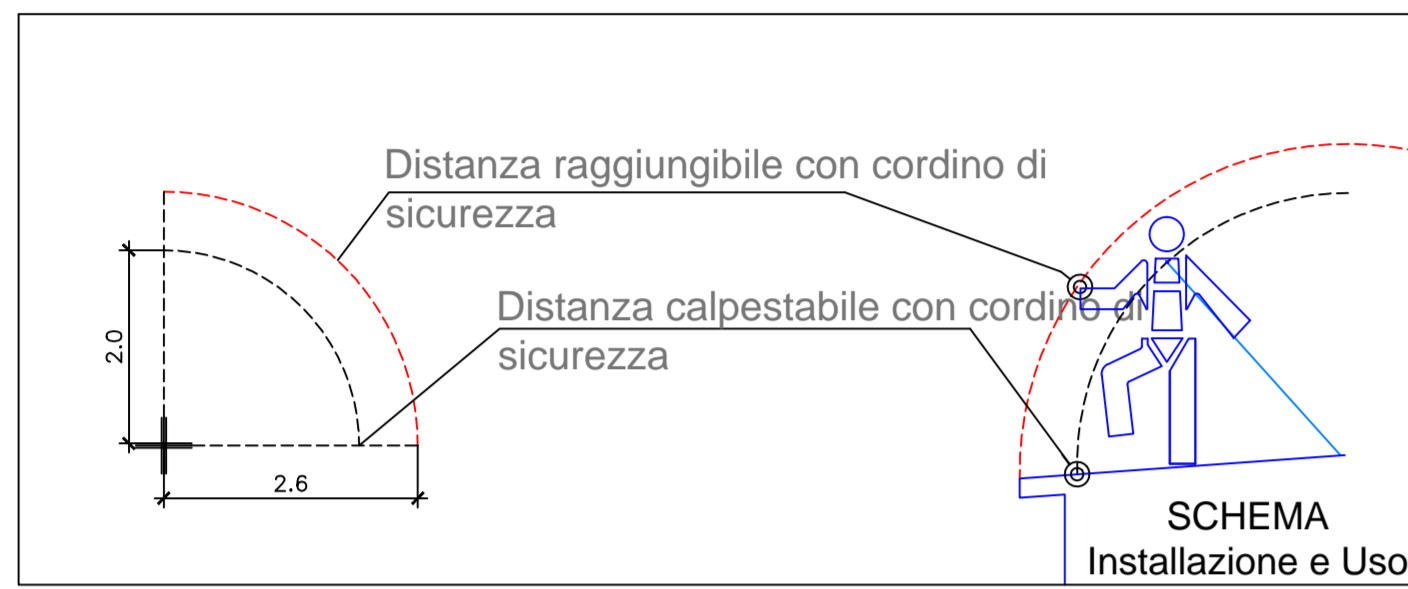 Distanza raggiungibile con cordino di
sicurezza
Distanza calpestabile con cordino di
sicurezza
2.0
2.6
SCHEMA
Installazione e Uso